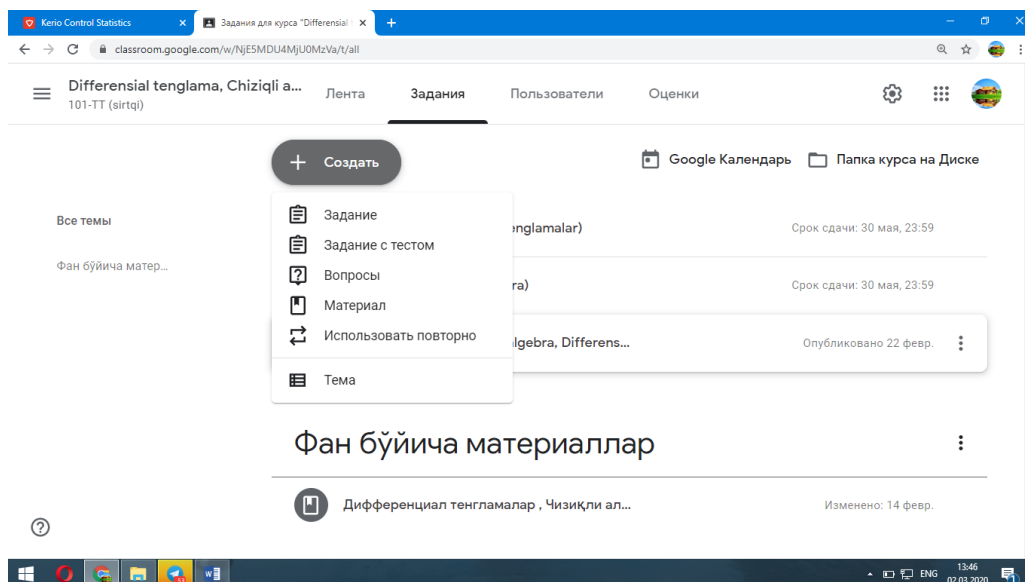 Kerio Control Statistics
Задания для курса "Differensial t
classroom.google.com/w/NjE5MDU4MjU0MzVa/t/all
Differensial tenglama, Chiziqli a...
101-TT (sirtqi)
Лента
Задания
Пользователи
Оценки
Создать
Google Календарь
Папка курса на Диске
Все темы
Фан бўйича матер...
Задание
Задание с тестом
Вопросы
Материал
Использовать повторно
Тема
englamalar)
Срок сдачи: 30 мая, 23:59
ra)
Срок сдачи: 30 мая, 23:59
lgebra, Differens...
Опубликовано 22 февр.
Фан бўйича материаллар
Дифференциал тенгламалар , Чизиқли ал...
Изменено: 14 февр.
ENG
13:46
02.03.2020